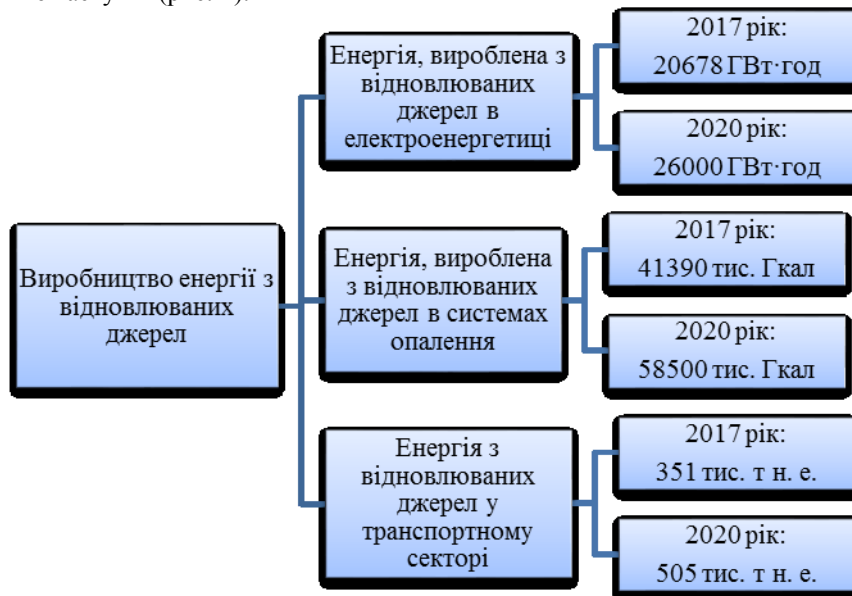 Виробництво енергії з
відновлюваних
джерел
Енергія, вироблена з
відновлюваних
джерел в
електроенергетиці
2017 рік:
20678 ГВт·год
2020 рік:
26000 ГВт·год
Енергія, вироблена
з відновлюваних
джерел в системах
опалення
2017 рік:
41390 тис. Гкал
2020 рік:
58500 тис. Гкал
Енергія з
відновлюваних
джерел у
транспортному
секторі
2017 рік:
351 тис. т н. е.
2020 рік:
505 тис. т н. е.